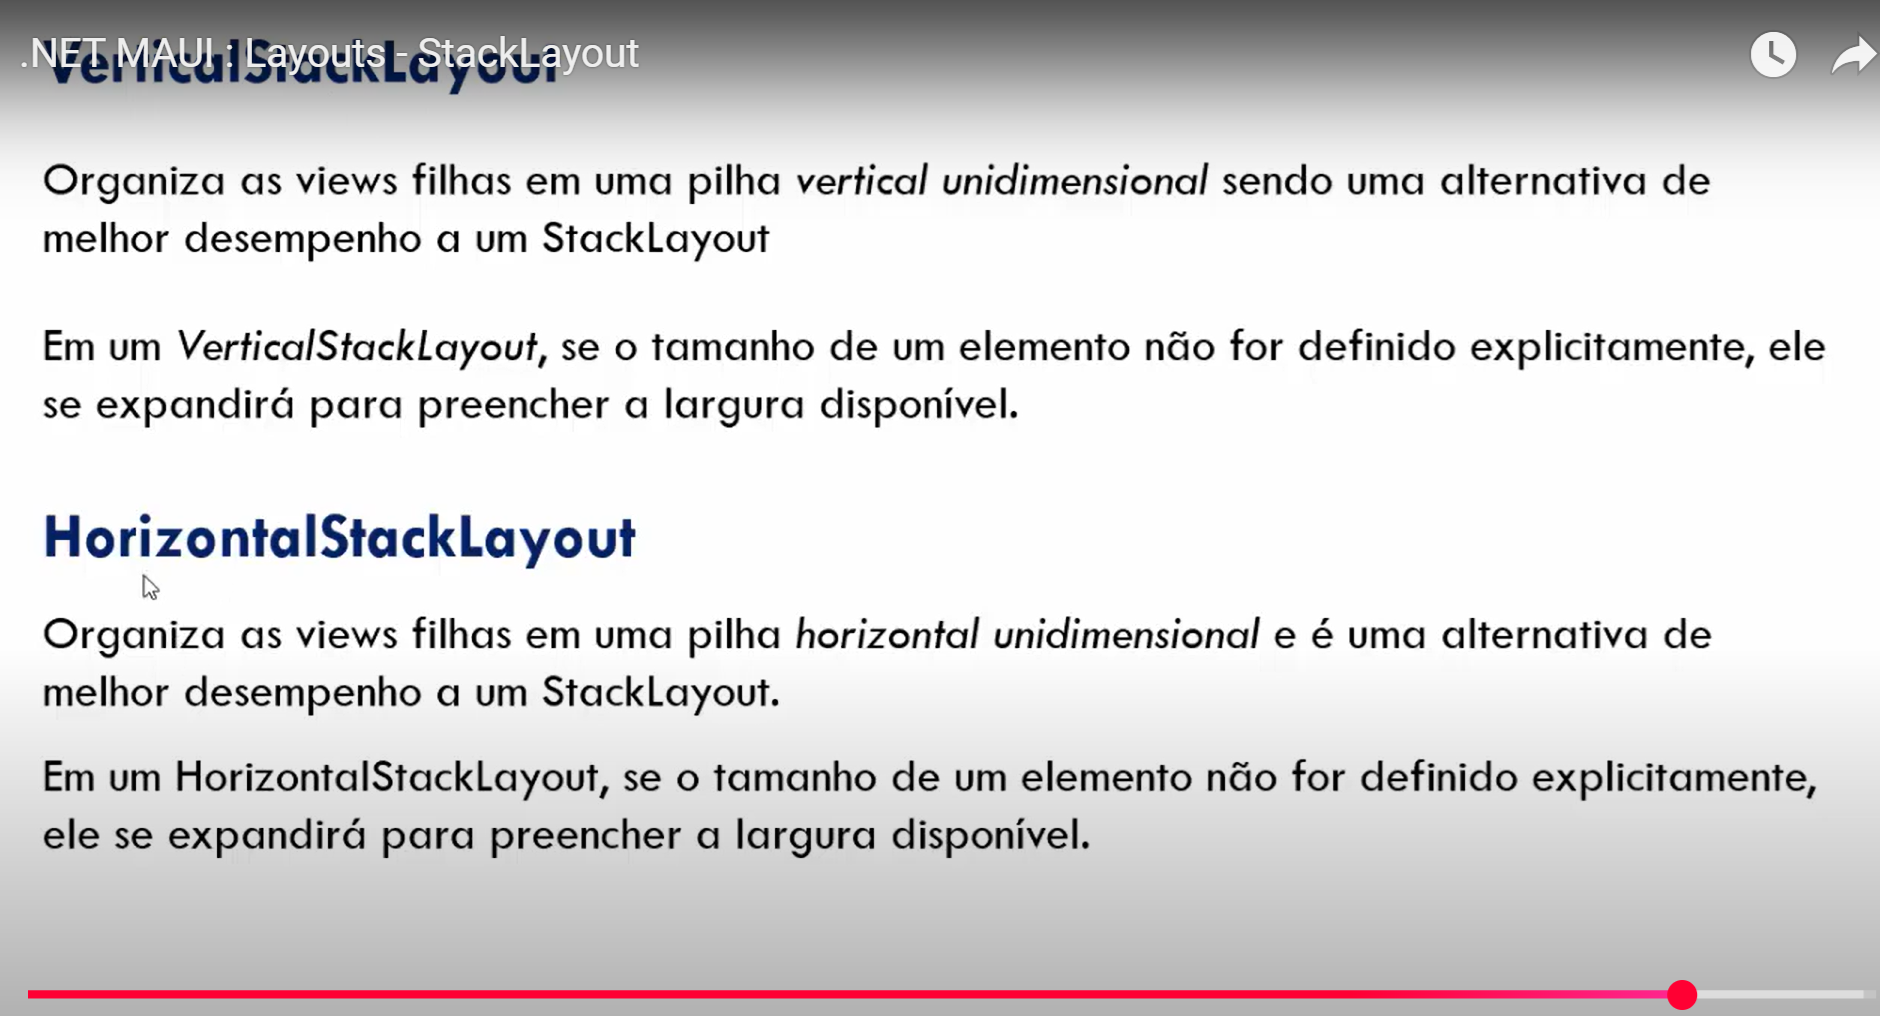 .NET MAUI : Layouts - StackLayout
VerticalStackLayout
Organiza as views filhas em uma pilha vertical unidimensional sendo uma alternativa de
melhor desempenho a um StackLayout
Em um VerticalStackLayout, se o tamanho de um elemento não for definido explicitamente, ele
se expandirá para preencher a largura disponível.
HorizontalStackLayout
Organiza as views filhas em uma pilha horizontal unidimensional e é uma alternativa de
melhor desempenho a um StackLayout.
Em um HorizontalStackLayout, se o tamanho de um elemento não for definido explicitamente,
ele se expandirá para preencher a largura disponível.